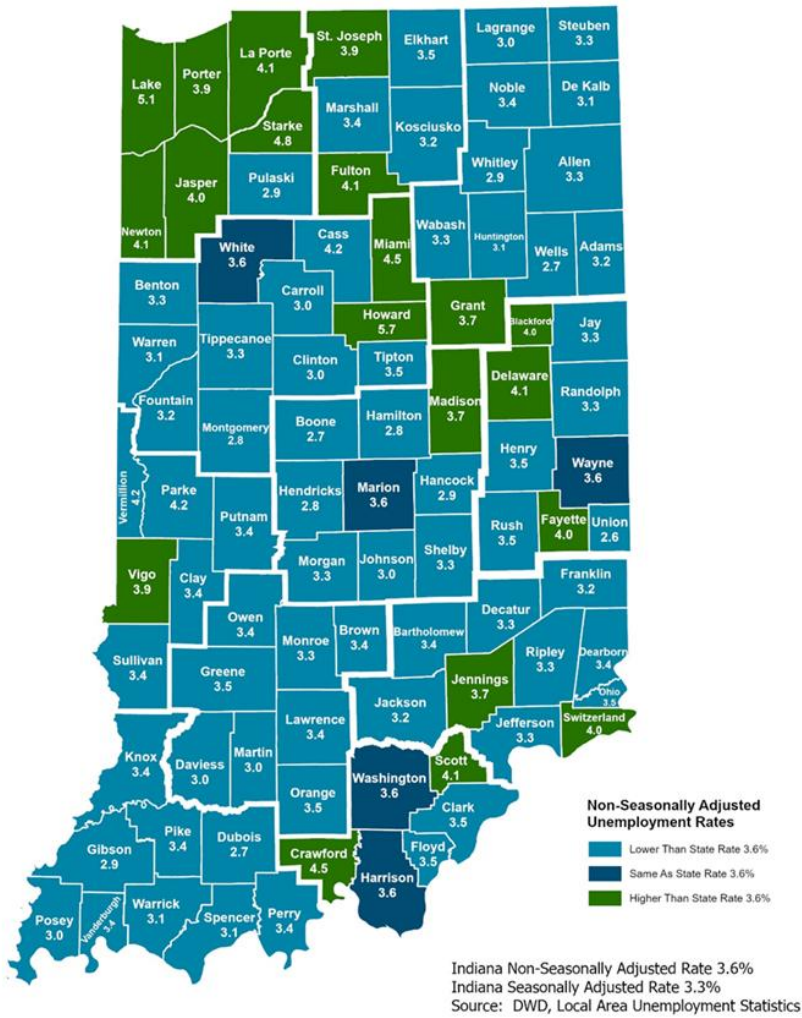 St. Joseph
3.9
Elkhart
3.5
Lagrange
3.0
Steuben
3.3
La Porte
4.1
Porter
3.9
Lake
5.1
Noble
3.4
De Kalb
3.1
Marshall
3.4
Kosciusko
3.2
Starke
4.8
Whitley
2.9
Allen
3.3
Pulaski
2.9
Fulton
4.1
Jasper
4.0
Newton
4.1
Wabash
3.3
Huntington
3.1
Wells
2.7
Adams
3.2
White
3.6
Cass
4.2
Miami
4.5
Benton
3.3
Carroll
3.0
Grant
3.7
Howard
5.7
Blackford
4.0
Jay
3.3
Warren
3.1
Tippecanoe
3.3
Clinton
3.0
Tipton
3.5
Delaware
4.1
Randolph
3.3
Madison
3.7
Fountain
3.2
Montgomery
2.8
Boone
2.7
Hamilton
2.8
Henry
3.5
Wayne
3.6
Vermillion
4.2
Parke
4.2
Putnam
3.4
Hendricks
2.8
Marion
3.6
Hancock
2.9
Rush
3.5
Fayette
4.0
Union
2.6
Vigo
3.9
Clay
3.4
Morgan
3.3
Johnson
3.0
Shelby
3.3
Franklin
3.2
Owen
3.4
Monroe
3.3
Brown
3.4
Bartholomew
3.4
Decatur
3.3
Ripley
3.3
Dearborn
3.4
Sullivan
3.4
Greene
3.5
Jennings
3.7
Ohio
3.5
Switzerland
4.0
Jackson
3.2
Jefferson
3.3
Lawrence
3.4
Knox
3.4
Daviess
3.0
Martin
3.0
Scott
4.1
Washington
3.6
Orange
3.5
Clark
3.5
Floyd
3.5
Pike
3.4
Dubois
2.7
Gibson
2.9
Crawford
4.5
Harrison
3.6
Posey
3.0
Vanderburgh
3.4
Warrick
3.1
Spencer
3.1
Perry
3.4
Non-Seasonally Adjusted
Unemployment Rates
Lower Than State Rate 3.6%
Same As State Rate 3.6%
Higher Than State Rate 3.6%
Indiana Non-Seasonally Adjusted Rate 3.6%
Indiana Seasonally Adjusted Rate 3.3%
Source: DWD, Local Area Unemployment Statistics